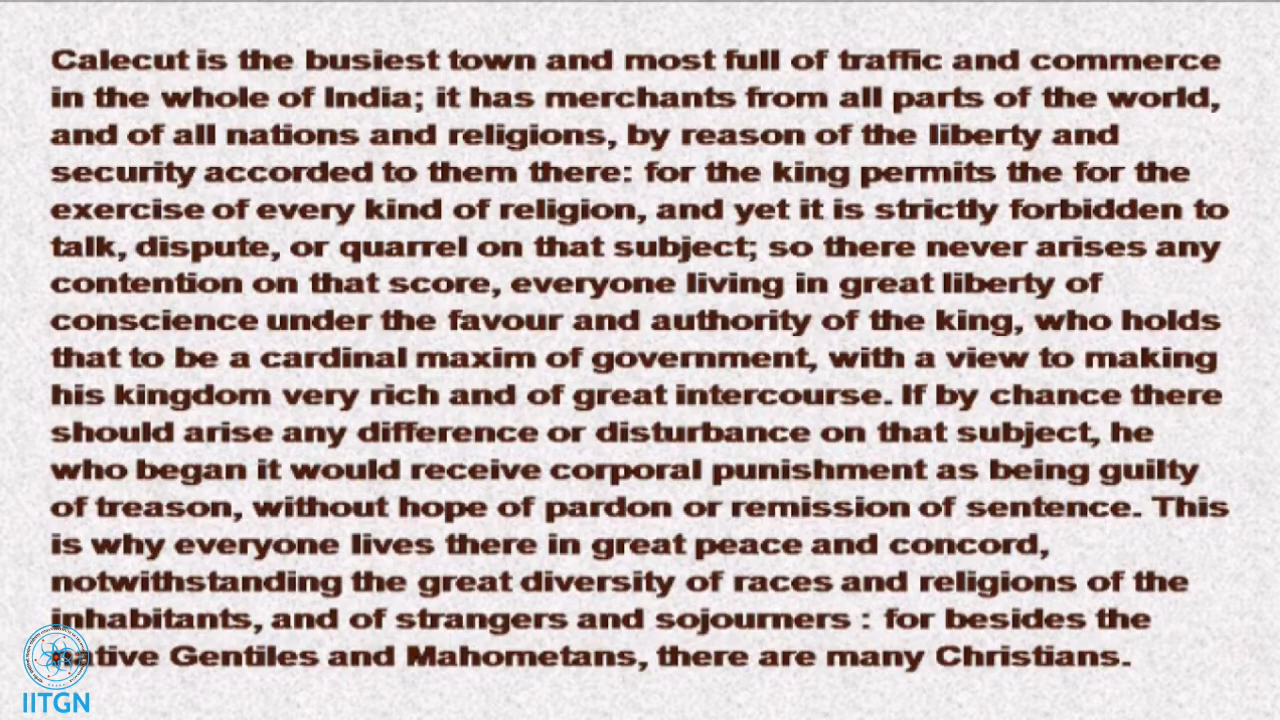 Calecut is the busiest town and most full of traffic and commerce
in the whole of India; it has merchants from all parts of the world,
and of all nations and religions, by reason of the liberty and
security accorded to them there: for the king permits the for the
exercise of every kind of religion, and yet it is strictly forbidden to
talk, dispute, or quarrel on that subject; so there never arises any
contention on that score, everyone living in great liberty of
conscience under the favour and authority of the king, who holds
that to be a cardinal maxim of government, with a view to making
his kingdom very rich and of great intercourse. If by chance there
should arise any difference or disturbance on that subject, he
who began it would receive corporal punishment as being guilty
of treason, without hope of pardon or remission of sentence. This
is why everyone lives there in great peace and concord,
notwithstanding the great diversity of races and religions of the
inhabitants, and of strangers and sojourners : for besides the
native Gentiles and Mahometans, there are many Christians.
IITGN